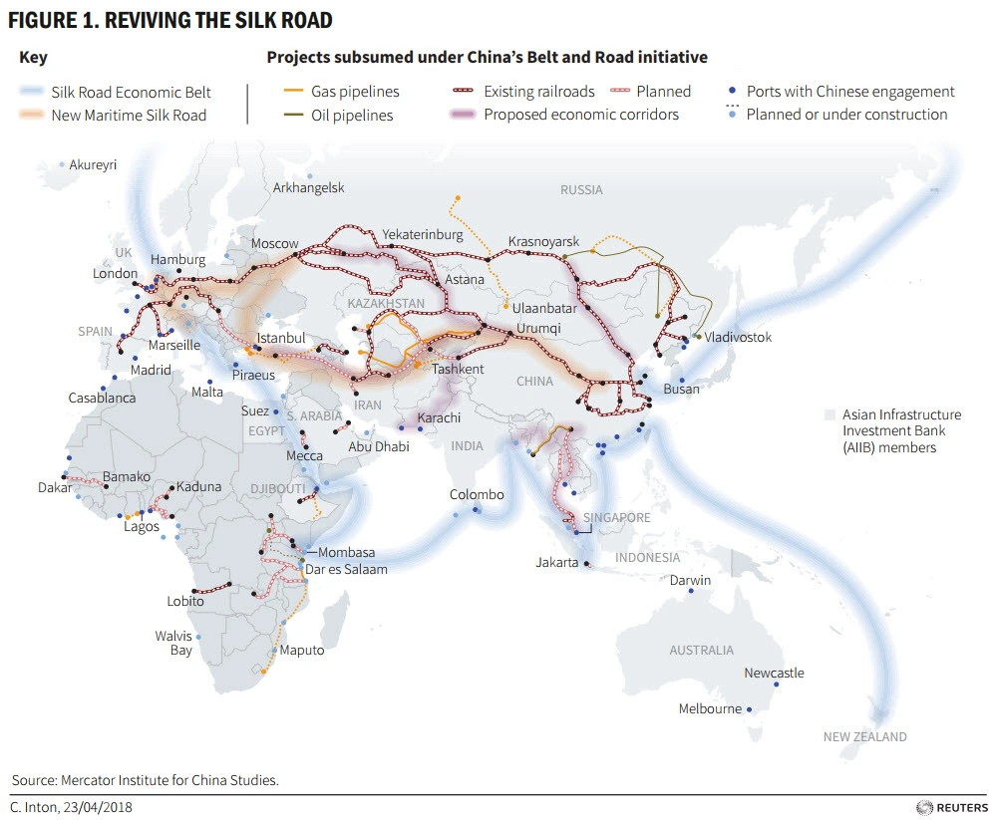 FIGURE 1. REVIVING THE SILK ROAD
Key
Projects subsumed under China's Belt and Road initiative
Silk Road Economic Belt
New Maritime Silk Road
Gas pipelines
Oil pipelines
Existing railroads
Planned
Proposed economic corridors
Ports with Chinese engagement
Planned or under construction
Akureyri
Arkhangelsk
RUSSIA
Moscow
Yekaterinburg
Krasnoyarsk
UK
Hamburg
London
Astana
KAZAKHSTAN
Ulaanbatar
Urumqi
SPAIN
Istanbul
Marseille
Vladivostok
Madrid
Piraeus
Tashkent
CHINA
Busan
Casablanca
Malta
Suez
S. ARABIA
IRAN
Karachi
EGYPT
Abu Dhabi
INDIA
Mecca
Asian Infrastructure
Investment Bank
(AIIB) members
Dakar
Bamako
Kaduna
DJIBOUTI
Colombo
Lagos
SINGAPORE
Mombasa
INDONESIA
Dar es Salaam
Jakarta
Darwin
Lobito
Walvis
Bay
Maputo
AUSTRALIA
Newcastle
Melbourne
NEW ZEALAND
Source: Mercator Institute for China Studies.
C. Inton, 23/04/2018
REUTERS